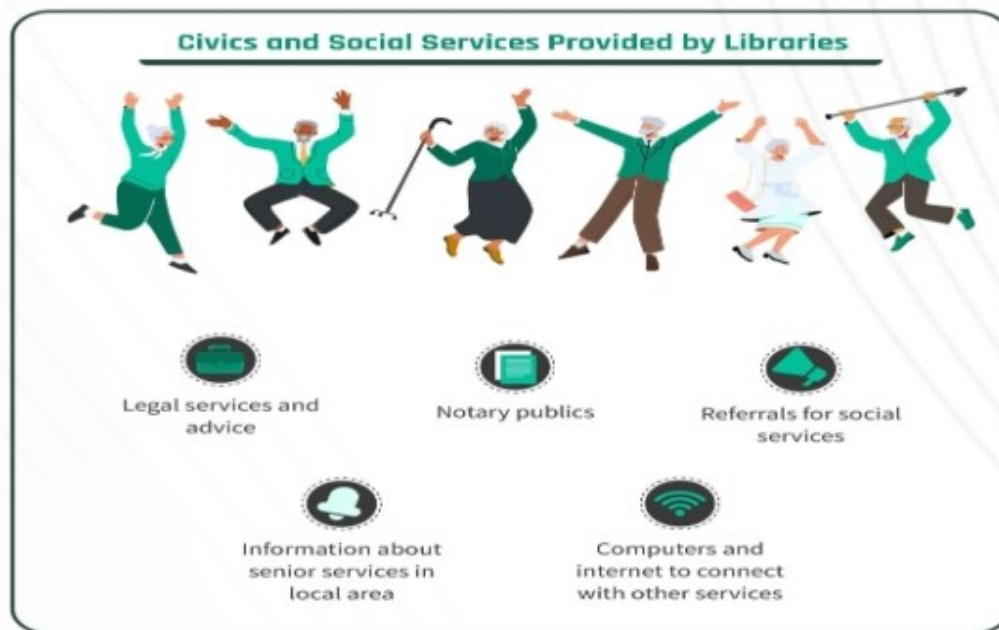 Civics and Social Services Provided by Libraries
Legal services and
advice
Notary publics
Referrals for social
services
Information about
senior services in
local area
Computers and
internet to connect
with other services